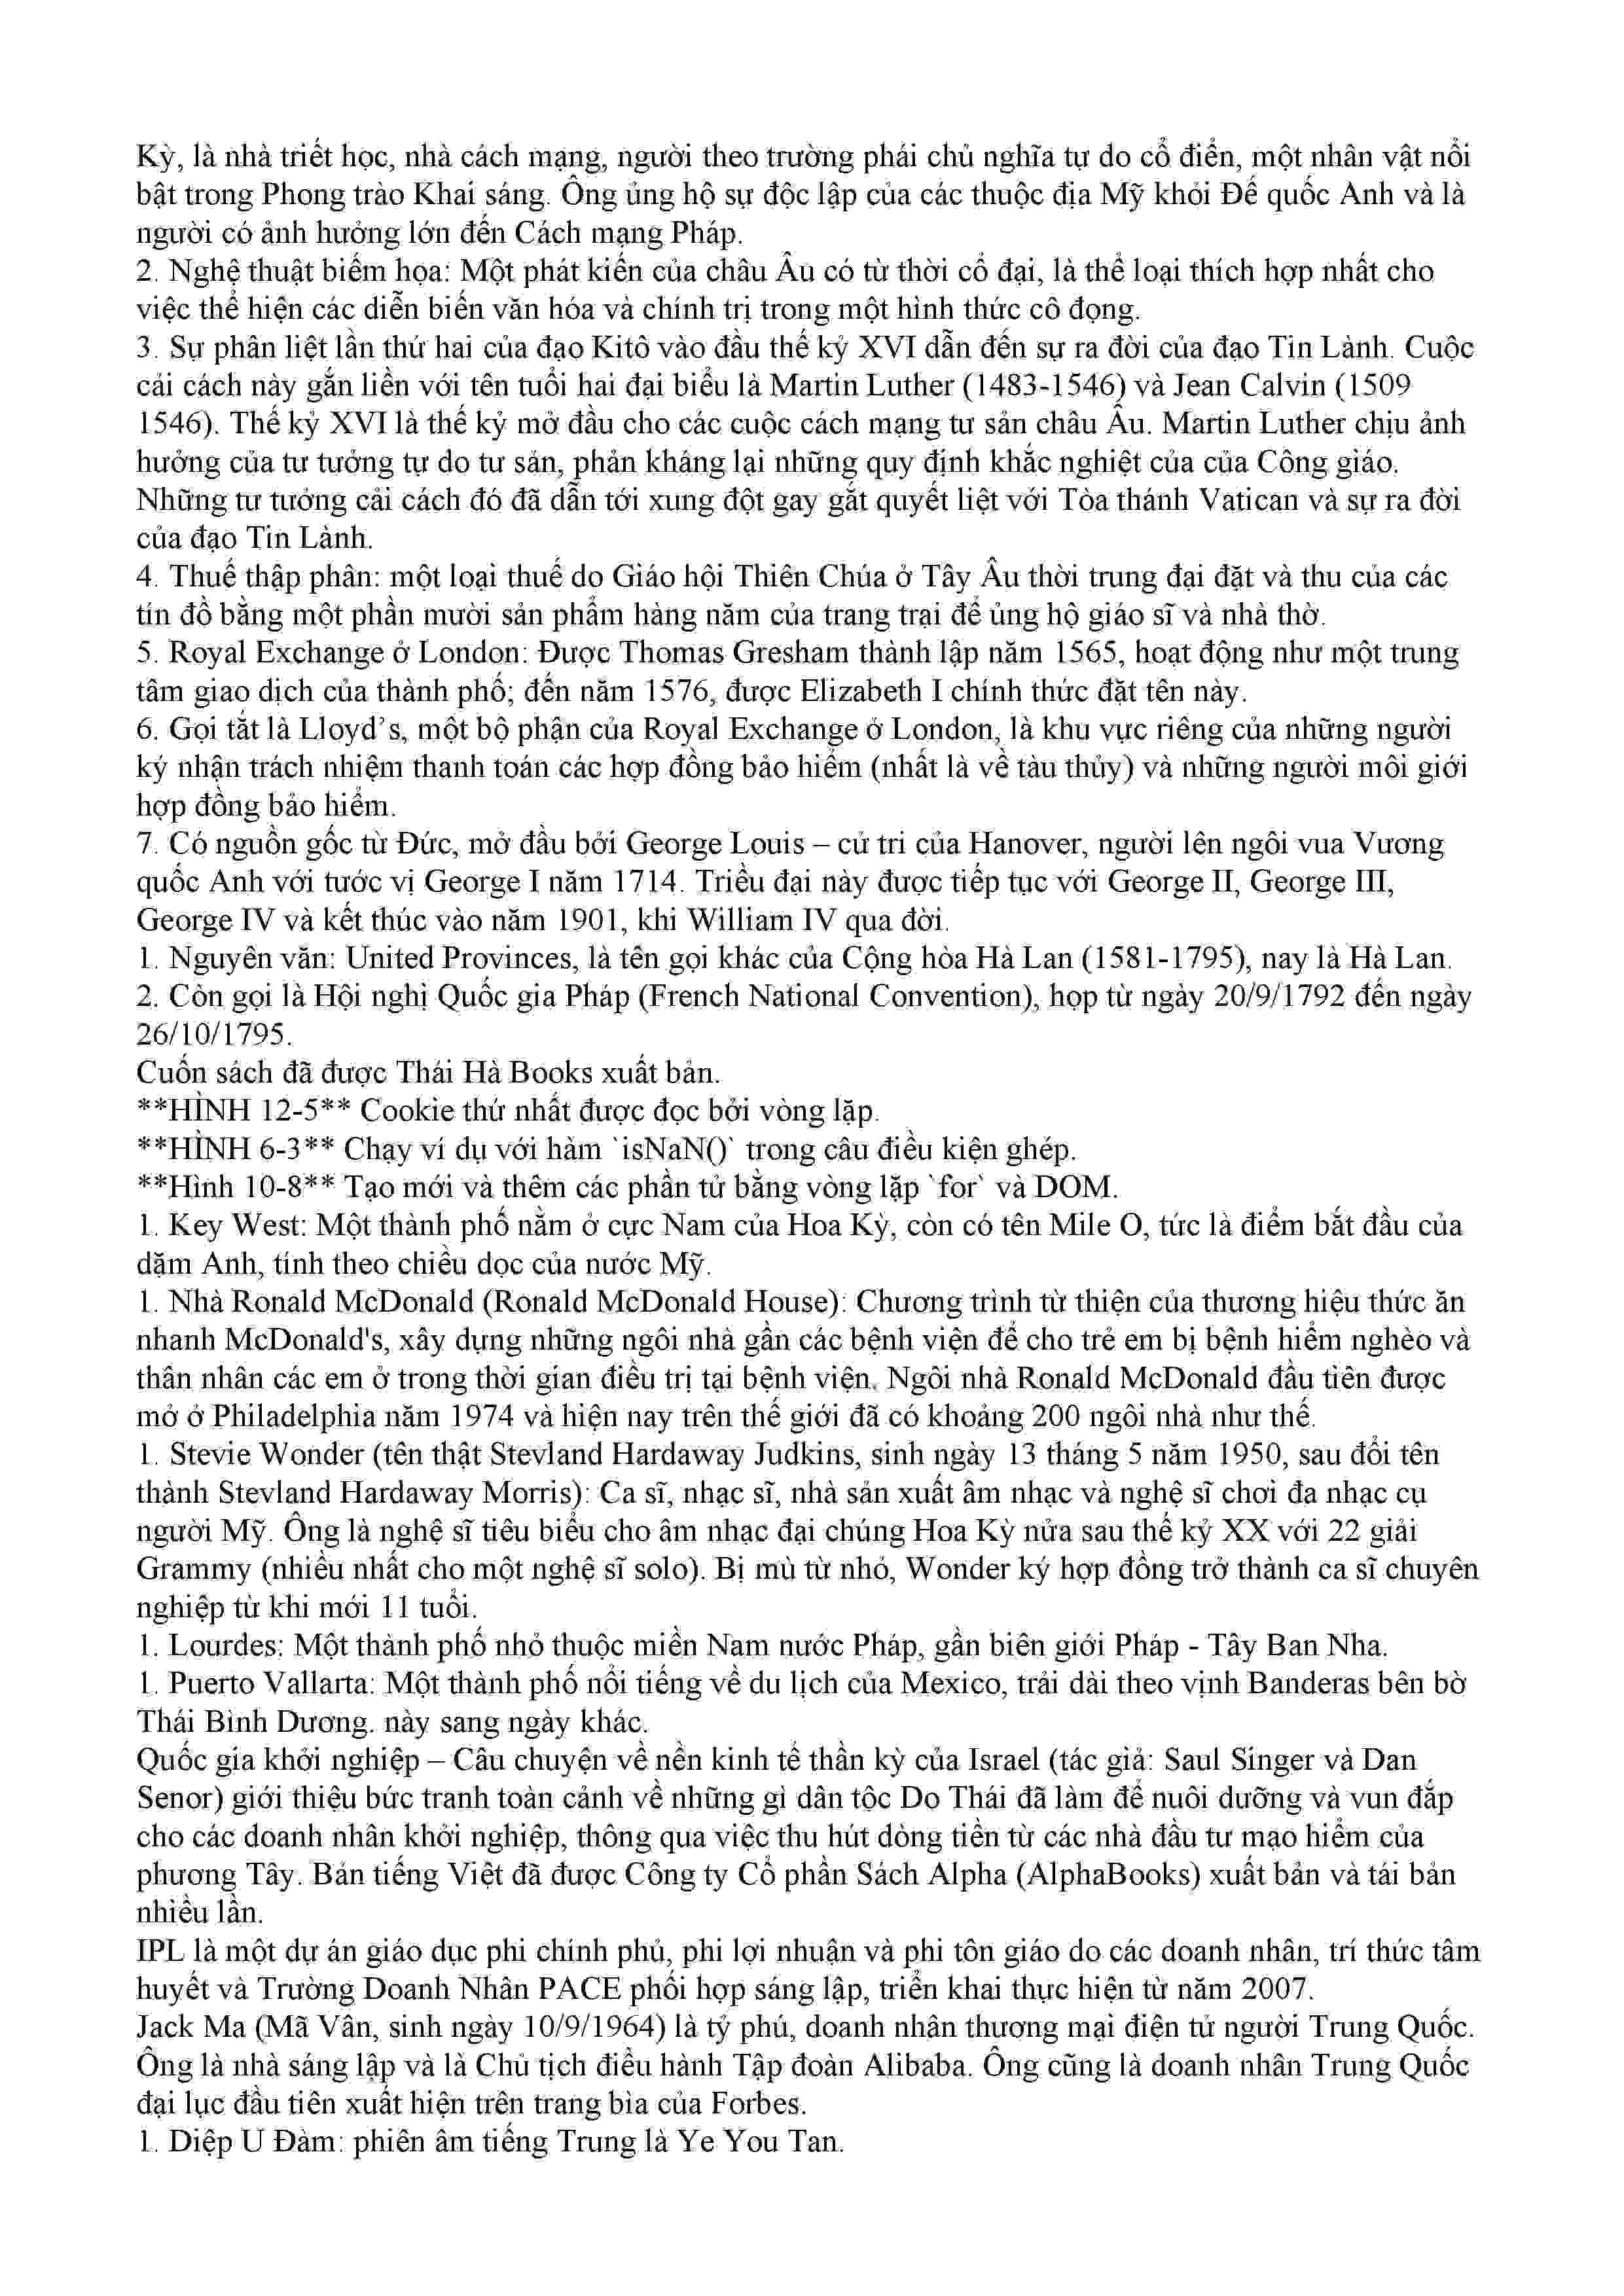 Kỳ, là nhà triết học, nhà cách mạng, người theo trường phái chủ nghĩa tự do cổ điển, một nhân vật nổi
bật trong Phong trào Khai sáng. Ông ủng hộ sự độc lập của các thuộc địa Mỹ khỏi Đế quốc Anh và là
người có ảnh hưởng lớn đến Cách mạng Pháp.
2. Nghệ thuật biếm họa: Một phát kiến của châu Âu có từ thời cổ đại, là thể loại thích hợp nhất cho
việc thể hiện các diễn biến văn hóa và chính trị trong một hình thức cô đọng.
3. Sự phân liệt lần thứ hai của đạo Kitô vào đầu thế kỷ XVI dẫn đến sự ra đời của đạo Tin Lành. Cuộc
cải cách này gắn liền với tên tuổi hai đại biểu là Martin Luther (1483-1546) và Jean Calvin (1509
1546). Thế kỷ XVI là thế kỷ mở đầu cho các cuộc cách mạng tư sản châu Âu. Martin Luther chịu ảnh
hưởng của tư tưởng tự do tư sản, phản kháng lại những quy định khắc nghiệt của của Công giáo.
Những tư tưởng cải cách đó đã dẫn tới xung đột gay gắt quyết liệt với Tòa thánh Vatican và sự ra đời
của đạo Tin Lành.
4. Thuế thập phân: một loại thuế do Giáo hội Thiên Chúa ở Tây Âu thời trung đại đặt và thu của các
tín đồ bằng một phần mười sản phẩm hàng năm của trang trại để ủng hộ giáo sĩ và nhà thờ.
5. Royal Exchange ở London: Được Thomas Gresham thành lập năm 1565, hoạt động như một trung
tâm giao dịch của thành phố; đến năm 1576, được Elizabeth I chính thức đặt tên này.
6. Gọi tắt là Lloyd’s, một bộ phận của Royal Exchange ở London, là khu vực riêng của những người
ký nhận trách nhiệm thanh toán các hợp đồng bảo hiểm (nhất là về tàu thủy) và những người môi giới
hợp đồng bảo hiểm.
7. Có nguồn gốc từ Đức, mở đầu bởi George Louis – cử tri của Hanover, người lên ngôi vua Vương
quốc Anh với tước vị George I năm 1714. Triều đại này được tiếp tục với George II, George III,
George IV và kết thúc vào năm 1901, khi William IV qua đời.
1. Nguyên văn: United Provinces, là tên gọi khác của Cộng hòa Hà Lan (1581-1795), nay là Hà Lan.
2. Còn gọi là Hội nghị Quốc gia Pháp (French National Convention), họp từ ngày 20/9/1792 đến ngày
26/10/1795.
Cuốn sách đã được Thái Hà Books xuất bản.
**HÌNH 12-5** Cookie thứ nhất được đọc bởi vòng lặp.
**HÌNH 6-3** Chạy ví dụ với hàm `isNaN()` trong câu điều kiện ghép.
**Hình 10-8** Tạo mới và thêm các phần tử bằng vòng lặp `for` và DOM.
1. Key West: Một thành phố nằm ở cực Nam của Hoa Kỳ, còn có tên Mile O, tức là điểm bắt đầu của
dặm Anh, tính theo chiều dọc của nước Mỹ.
1. Nhà Ronald McDonald (Ronald McDonald House): Chương trình từ thiện của thương hiệu thức ăn
nhanh McDonald's, xây dựng những ngôi nhà gần các bệnh viện để cho trẻ em bị bệnh hiểm nghèo và
thân nhân các em ở trong thời gian điều trị tại bệnh viện. Ngôi nhà Ronald McDonald đầu tiên được
mở ở Philadelphia năm 1974 và hiện nay trên thế giới đã có khoảng 200 ngôi nhà như thế.
1. Stevie Wonder (tên thật Stevland Hardaway Judkins, sinh ngày 13 tháng 5 năm 1950, sau đổi tên
thành Stevland Hardaway Morris): Ca sĩ, nhạc sĩ, nhà sản xuất âm nhạc và nghệ sĩ chơi đa nhạc cụ
người Mỹ. Ông là nghệ sĩ tiêu biểu cho âm nhạc đại chúng Hoa Kỳ nửa sau thế kỷ XX với 22 giải
Grammy (nhiều nhất cho một nghệ sĩ solo). Bị mù từ nhỏ, Wonder ký hợp đồng trở thành ca sĩ chuyên
nghiệp từ khi mới 11 tuổi.
1. Lourdes: Một thành phố nhỏ thuộc miền Nam nước Pháp, gần biên giới Pháp - Tây Ban Nha.
1. Puerto Vallarta: Một thành phố nổi tiếng về du lịch của Mexico, trải dài theo vịnh Banderas bên bờ
Thái Bình Dương. này sang ngày khác.
Quốc gia khởi nghiệp – Câu chuyện về nền kinh tế thần kỳ của Israel (tác giả: Saul Singer và Dan
Senor) giới thiệu bức tranh toàn cảnh về những gì dân tộc Do Thái đã làm để nuôi dưỡng và vun đắp
cho các doanh nhân khởi nghiệp, thông qua việc thu hút dòng tiền từ các nhà đầu tư mạo hiểm của
phương Tây. Bản tiếng Việt đã được Công ty Cổ phần Sách Alpha (AlphaBooks) xuất bản và tái bản
nhiều lần.
IPL là một dự án giáo dục phi chính phủ, phi lợi nhuận và phi tôn giáo do các doanh nhân, trí thức tâm
huyết và Trường Doanh Nhân PACE phối hợp sáng lập, triển khai thực hiện từ năm 2007.
Jack Ma (Mã Vân, sinh ngày 10/9/1964) là tỷ phú, doanh nhân thương mại điện tử người Trung Quốc.
Ông là nhà sáng lập và là Chủ tịch điều hành Tập đoàn Alibaba. Ông cũng là doanh nhân Trung Quốc
đại lục đầu tiên xuất hiện trên trang bìa của Forbes.
1. Diệp U Đàm: phiên âm tiếng Trung là Ye You Tan.